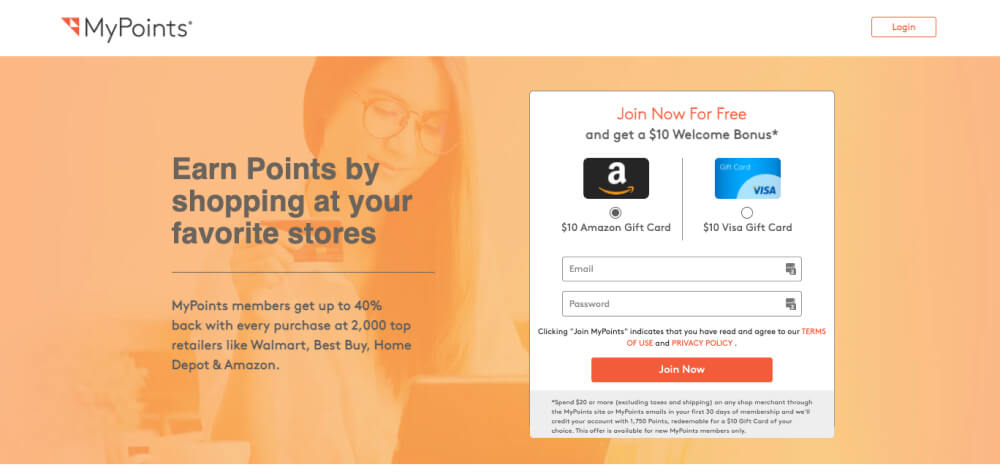 MyPoints®
Login
Earn Points by
shopping at your
favorite stores
MyPoints members get up to 40%
back with every purchase at 2,000 top
retailers like Walmart, Best Buy, Home
Depot & Amazon.
Join Now For Free
and get a $10 Welcome Bonus*
a
Gift Card
VISA
$10 Amazon Gift Card
$10 Visa Gift Card
Email
Password
Clicking "Join MyPoints" indicates that you have read and agree to our TERMS
OF USE and PRIVACY POLICY .
Join Now
*Spend $20 or more (excluding taxes and shipping) on any shop merchant through
the MyPoints site or MyPoints emails in your first 30 days of membership and we'll
credit your account with 1,750 Points, redeemable for a $10 Gift Card of your
choice. This offer is available for new MyPoints members only.